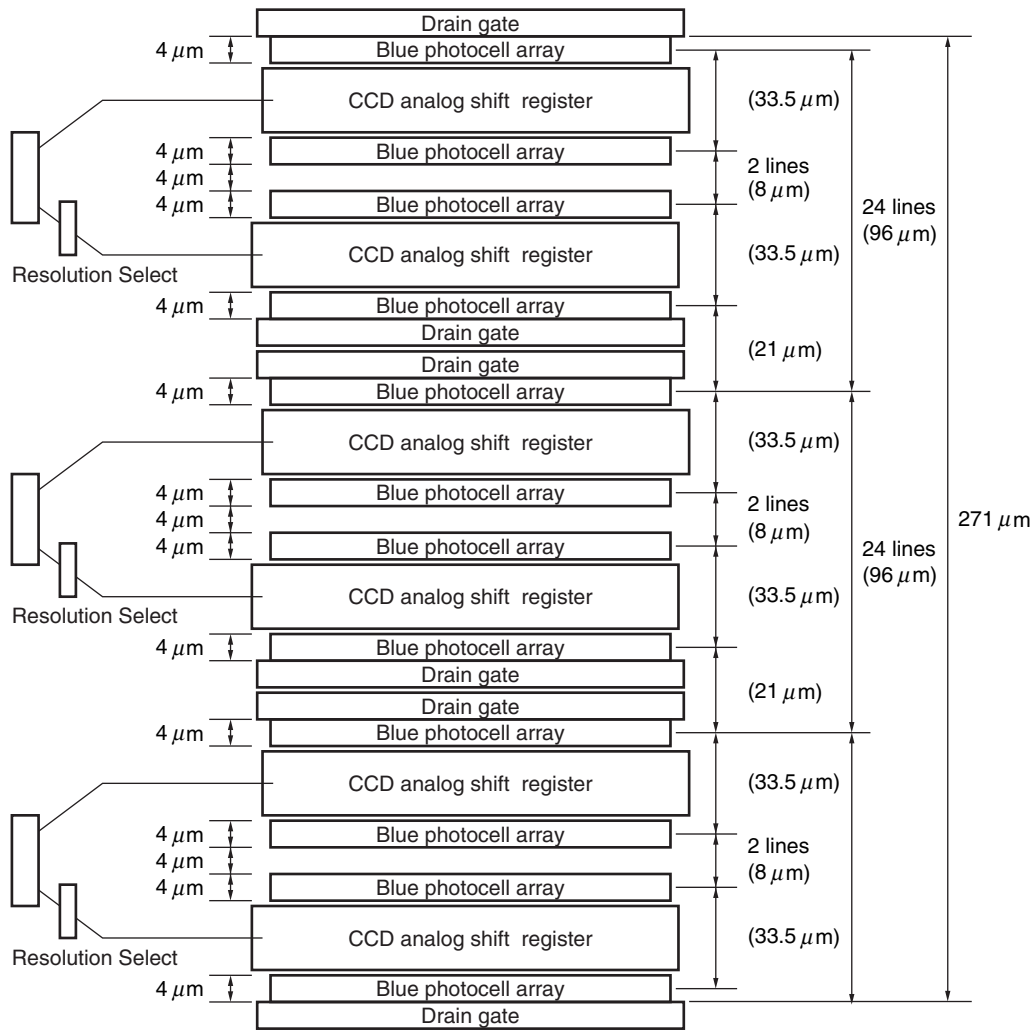 Drain gate
4 μm
Blue photocell array
CCD analog shift register
(33.5 μm)
4 μm
Blue photocell array
4 μm
2 lines
(8 μm)
4 μm
Blue photocell array
24 lines
(96 μm)
CCD analog shift register
(33.5 μm)
Resolution Select
4 μm
Blue photocell array
Drain gate
(21 μm)
Drain gate
4 μm
Blue photocell array
CCD analog shift register
(33.5 μm)
4 μm
Blue photocell array
4 μm
2 lines
(8 μm)
271 μm
4 μm
Blue photocell array
24 lines
(96 μm)
CCD analog shift register
(33.5 μm)
Resolution Select
4 μm
Blue photocell array
Drain gate
(21 μm)
Drain gate
4 μm
Blue photocell array
CCD analog shift register
(33.5 μm)
4 μm
Blue photocell array
4 μm
2 lines
(8 μm)
4 μm
Blue photocell array
CCD analog shift register
(33.5 μm)
Resolution Select
4 μm
Blue photocell array
Drain gate